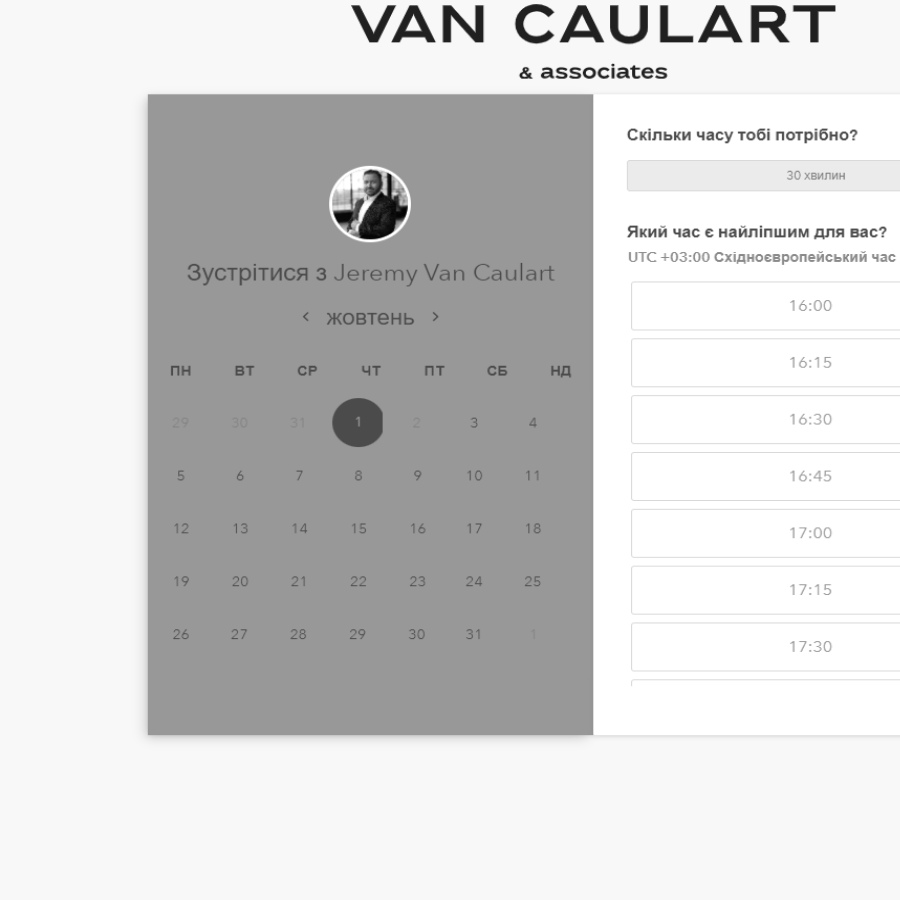 VAN CAULART
& associates
Зустрітися з Jeremy Van Caulart
< жовтень >
ПН ВТ СР ЧТ ПТ СБ НД
29 30 31 1 2 3 4
5 6 7 8 9 10 11
12 13 14 15 16 17 18
19 20 21 22 23 24 25
26 27 28 29 30 31 1
Скільки часу тобі потрібно?
30 хвилин
Який час є найліпшим для вас?
UTC +03:00 Східноєвропейський час
16:00
16:15
16:30
16:45
17:00
17:15
17:30